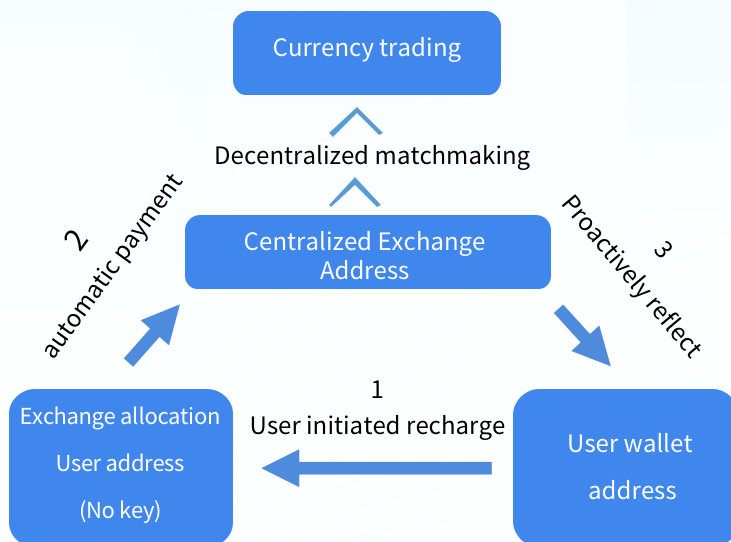 Currency trading
Decentralized matchmaking
Centralized Exchange
Address
2
automatic payment
3
Proactively reflect
1
User initiated recharge
Exchange allocation
User address
(No key)
User wallet
address